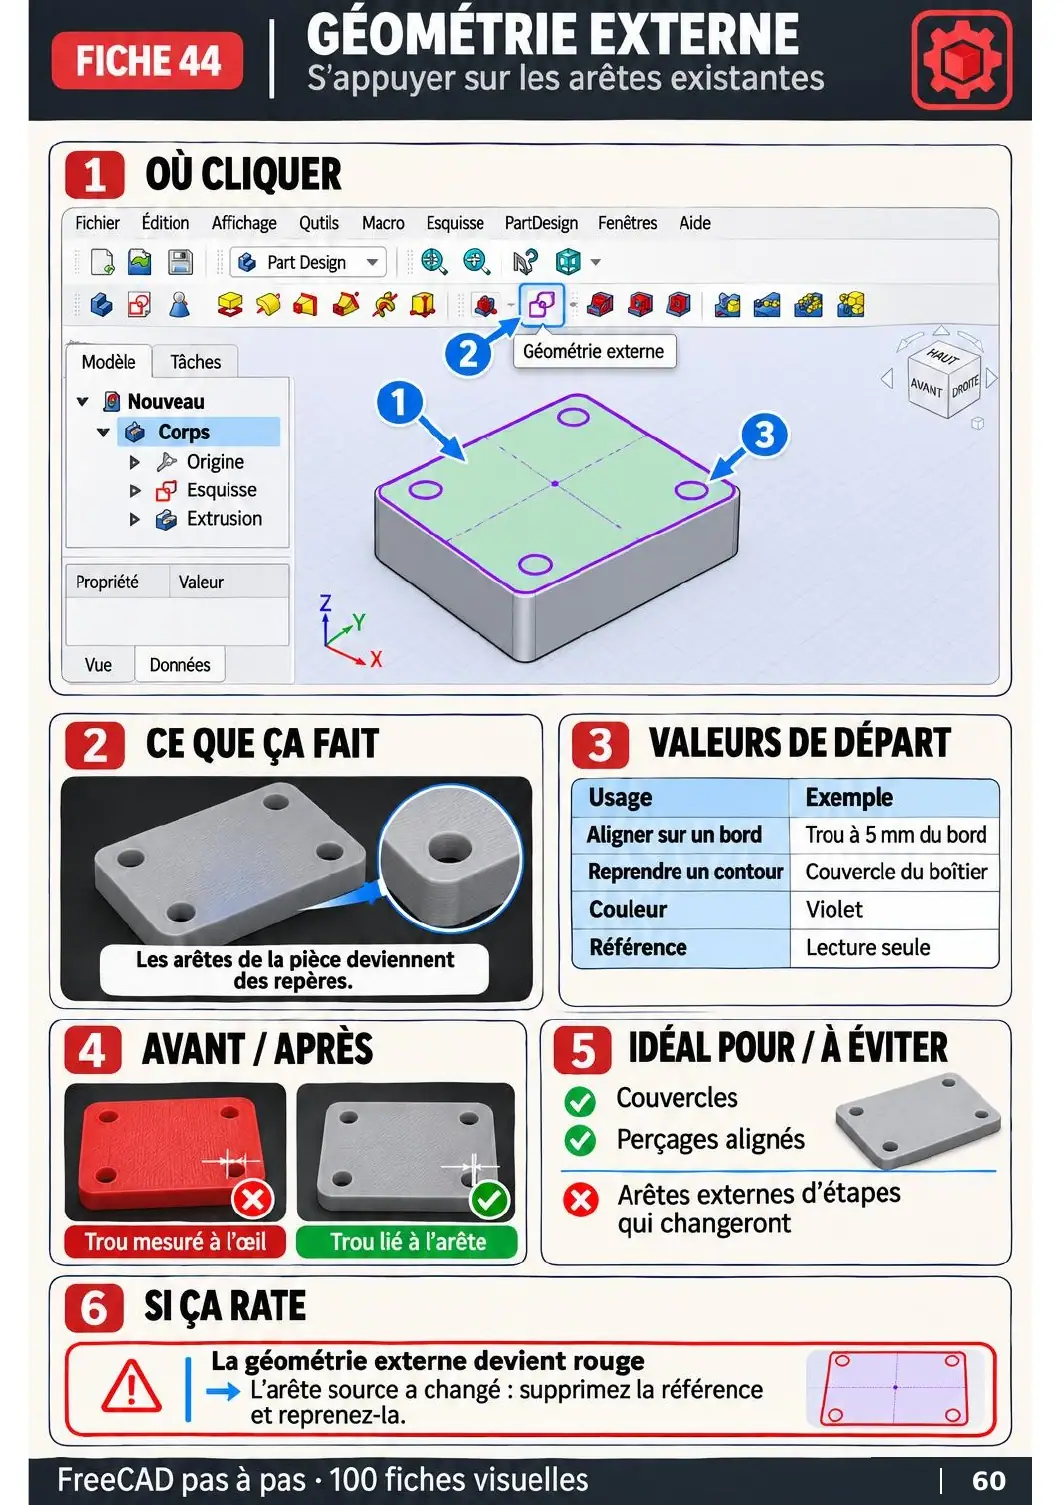 FICHE 44
GÉOMÉTRIE EXTERNE
S'appuyer sur les arêtes existantes
1 OÙ CLIQUER
Fichier Édition Affichage Outils Macro Esquisse PartDesign Fenêtres Aide
Part Design
2
Géométrie externe
Modèle Tâches
Nouveau
Corps
Origine
Esquisse
Extrusion
Propriété Valeur
Vue Données
1
3
HAUT
AVANT DROITE
Z
Y
X
2 CE QUE ÇA FAIT
Les arêtes de la pièce deviennent
des repères.
3 VALEURS DE DÉPART
Usage Exemple
Aligner sur un bord Trou à 5 mm du bord
Reprendre un contour Couvercle du boîtier
Couleur Violet
Référence Lecture seule
4 AVANT / APRÈS
Trou mesuré à l'œil
Trou lié à l'arête
5 IDÉAL POUR / À ÉVITER
Couvercles
Perçages alignés
Arêtes externes d'étapes
qui changeront
6 SI ÇA RATE
La géométrie externe devient rouge
→ L'arête source a changé : supprimez la référence
et reprenez-la.
FreeCAD pas à pas · 100 fiches visuelles | 60